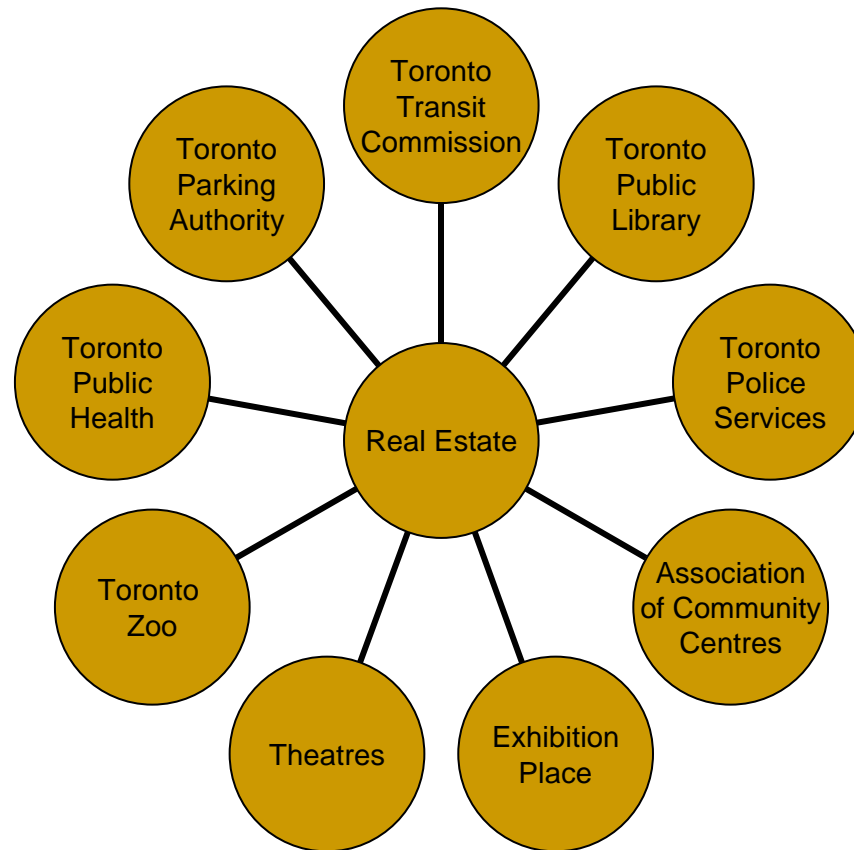 Toronto
Transit
Commission
Toronto
Public
Library
Toronto
Police
Services
Association
of Community
Centres
Exhibition
Place
Theatres
Toronto
Zoo
Toronto
Public
Health
Toronto
Parking
Authority
Real Estate